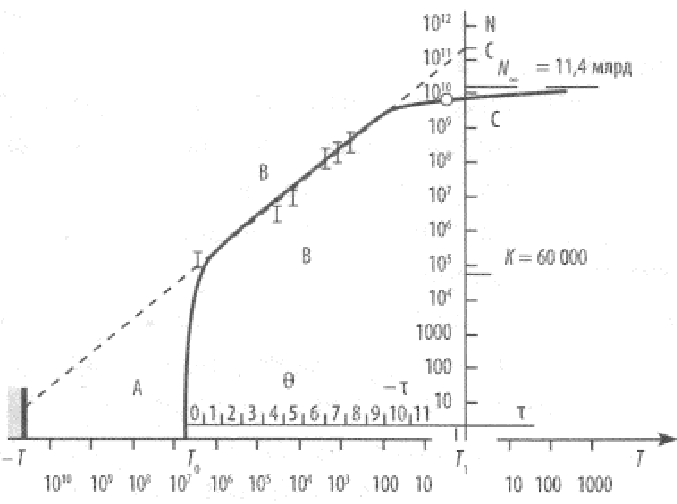 10¹² N
10¹¹ C
N∞ = 11,4 млрд
10¹⁰
10⁹ C
10⁸
B
10⁷
10⁶
B
10⁵ K = 60 000
10⁴
1000
100
A θ −τ
10
0 1 2 3 4 5 6 7 8 9 10 11 τ
−T T₀ T₁ T
10¹⁰ 10⁹ 10⁸ 10⁷ 10⁶ 10⁵ 10⁴ 10³ 100 10 10 100 1000